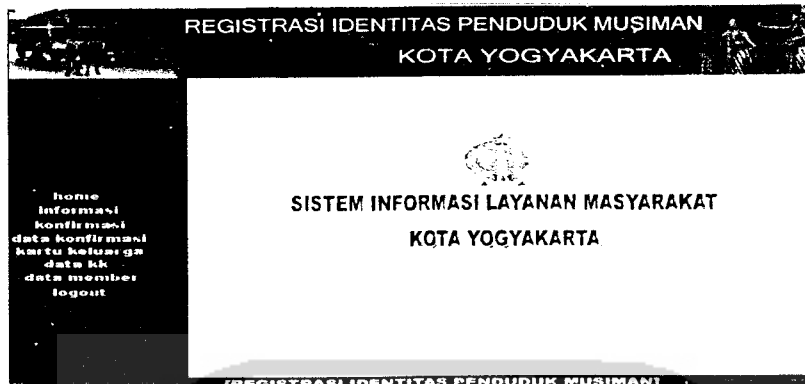 REGISTRASI IDENTITAS PENDUDUK MUSIMAN
KOTA YOGYAKARTA
home
informasi
konfirmasi
data konfirmasi
kartu keluarga
data kk
data member
logout
SISTEM INFORMASI LAYANAN MASYARAKAT
KOTA YOGYAKARTA
[REGISTRASI IDENTITAS PENDUDUK MUSIMAN]